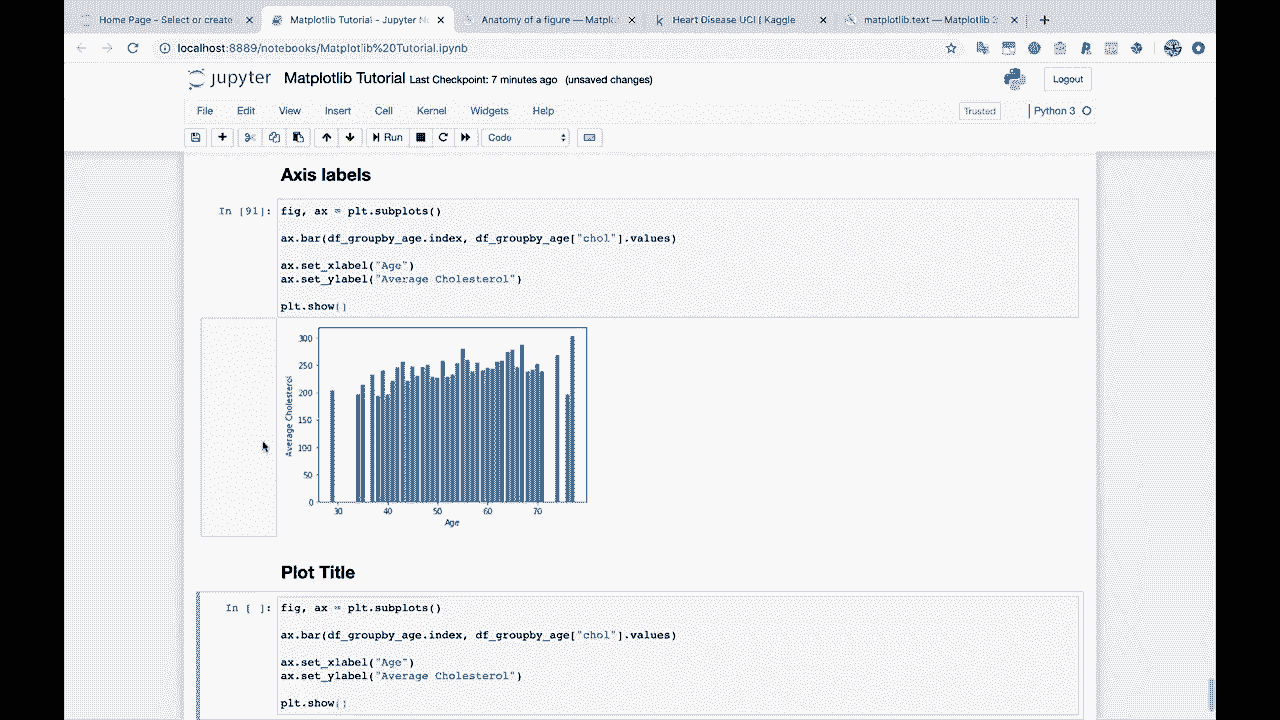 Home Page - Select or create
Matplotlib Tutorial - Jupyter N
Anatomy of a figure — Matpl
Heart Disease UCI | Kaggle
matplotlib.text — Matplotlib
localhost:8889/notebooks/Matplotlib%20Tutorial.ipynb
jupyter Matplotlib Tutorial Last Checkpoint: 7 minutes ago (unsaved changes)
Logout
File Edit View Insert Cell Kernel Widgets Help
Trusted
Python 3
Run
Code
Axis labels
In [91]:
fig, ax = plt.subplots()
ax.bar(df_groupby_age.index, df_groupby_age["chol"].values)
ax.set_xlabel("Age")
ax.set_ylabel("Average Cholesterol")
plt.show()
300
250
200
150
100
50
0
Average Cholesterol
30 40 50 60 70
Age
Plot Title
In [ ]:
fig, ax = plt.subplots()
ax.bar(df_groupby_age.index, df_groupby_age["chol"].values)
ax.set_xlabel("Age")
ax.set_ylabel("Average Cholesterol")
plt.show()